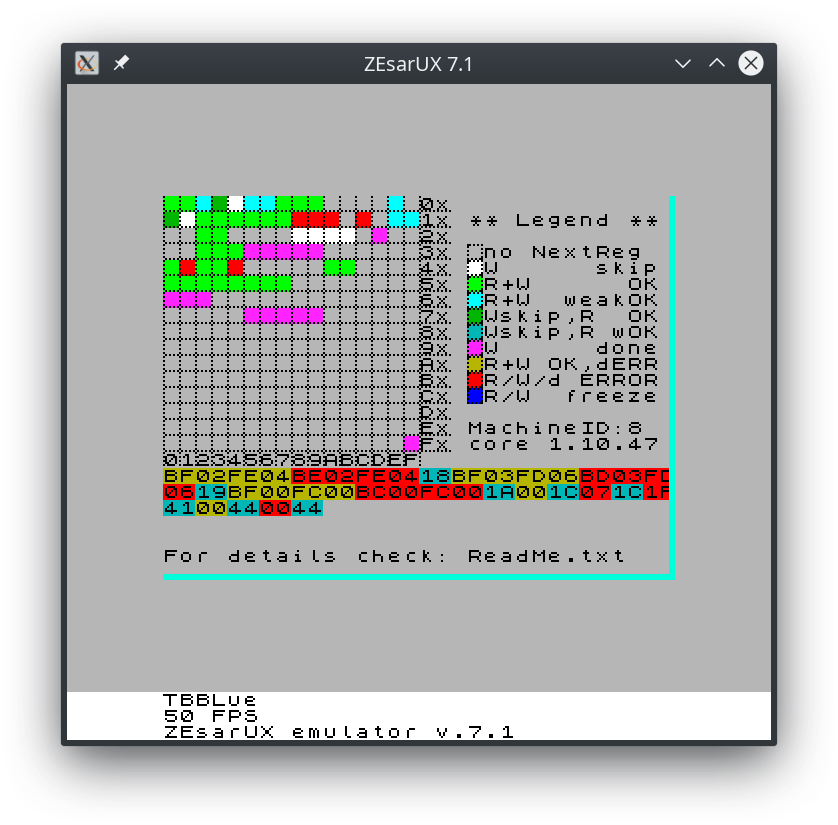 ZEsarUX 7.1
0x.
1x. ** Legend **
2x.
3x. no NextReg
4x. W skip
5x. R+W OK
6x. R+W weakOK
7x. Wskip,R OK
8x. Wskip,R wOK
9x. W done
Ax. R+W OK,dERR
Bx. R/W/d ERROR
Cx. R/W freeze
Dx.
Ex. MachineID:8
Fx. core 1.10.47
0123456789ABCDEF
BF02FE04BE02FE0418BF03FD06BD03FD
0619BF00FC00BC00FC001A001C071C1F
4100440044
For details check: ReadMe.txt
TBBLue
50 FPS
ZEsarUX emulator v.7.1